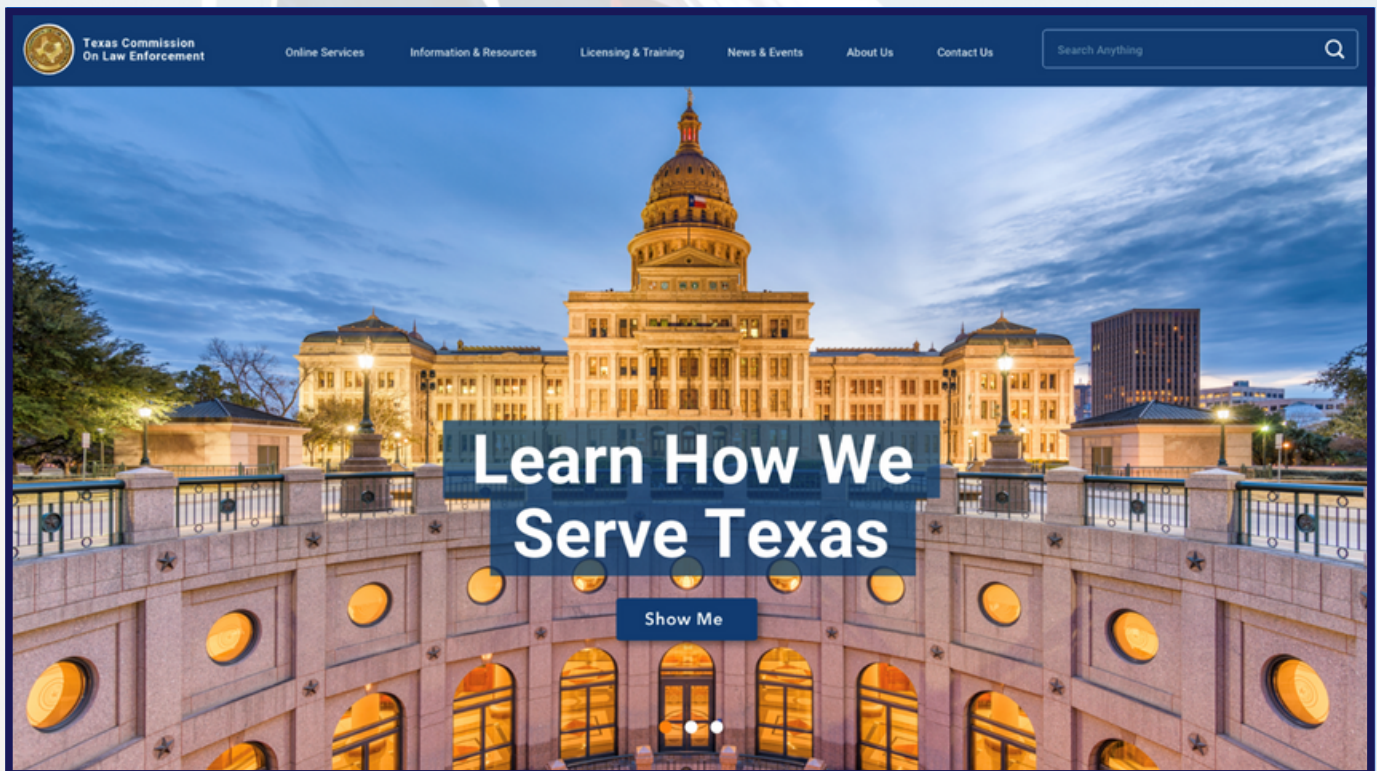 Texas Commission
On Law Enforcement
Online Services
Information & Resources
Licensing & Training
News & Events
About Us
Contact Us
Search Anything
Learn How We
Serve Texas
Show Me